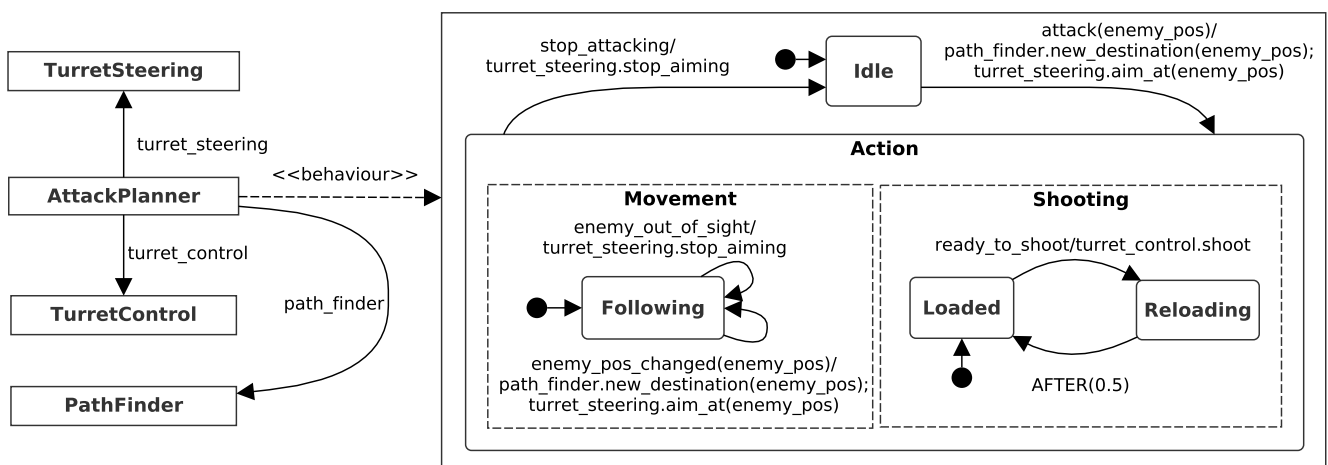 TurretSteering
turret_steering
AttackPlanner
<<behaviour>>
turret_control
TurretControl
path_finder
PathFinder
stop_attacking/
turret_steering.stop_aiming
Idle
attack(enemy_pos)/
path_finder.new_destination(enemy_pos);
turret_steering.aim_at(enemy_pos)
Action
Movement
enemy_out_of_sight/
turret_steering.stop_aiming
Following
enemy_pos_changed(enemy_pos)/
path_finder.new_destination(enemy_pos);
turret_steering.aim_at(enemy_pos)
Shooting
ready_to_shoot/turret_control.shoot
Loaded
Reloading
AFTER(0.5)